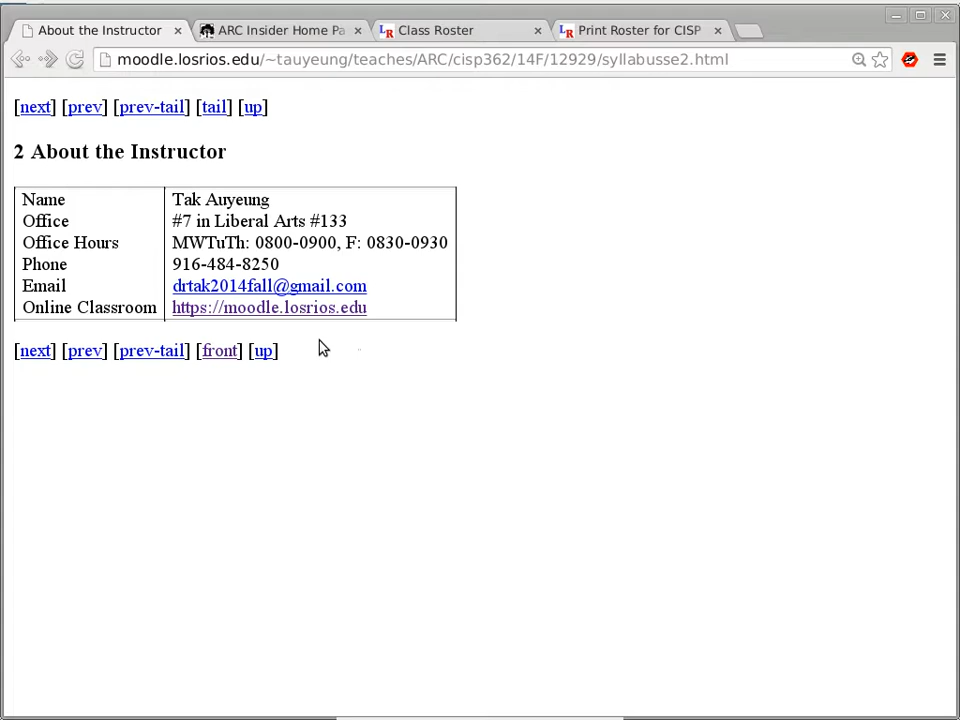 About the Instructor
ARC Insider Home Pa
Class Roster
Print Roster for CISP
moodle.losrios.edu/~tauyeung/teaches/ARC/cisp362/14F/12929/syllabusse2.html
[next] [prev] [prev-tail] [tail] [up]
2 About the Instructor
Name Tak Auyeung
Office #7 in Liberal Arts #133
Office Hours MWTuTh: 0800-0900, F: 0830-0930
Phone 916-484-8250
Email drtak2014fall@gmail.com
Online Classroom https://moodle.losrios.edu
[next] [prev] [prev-tail] [front] [up]